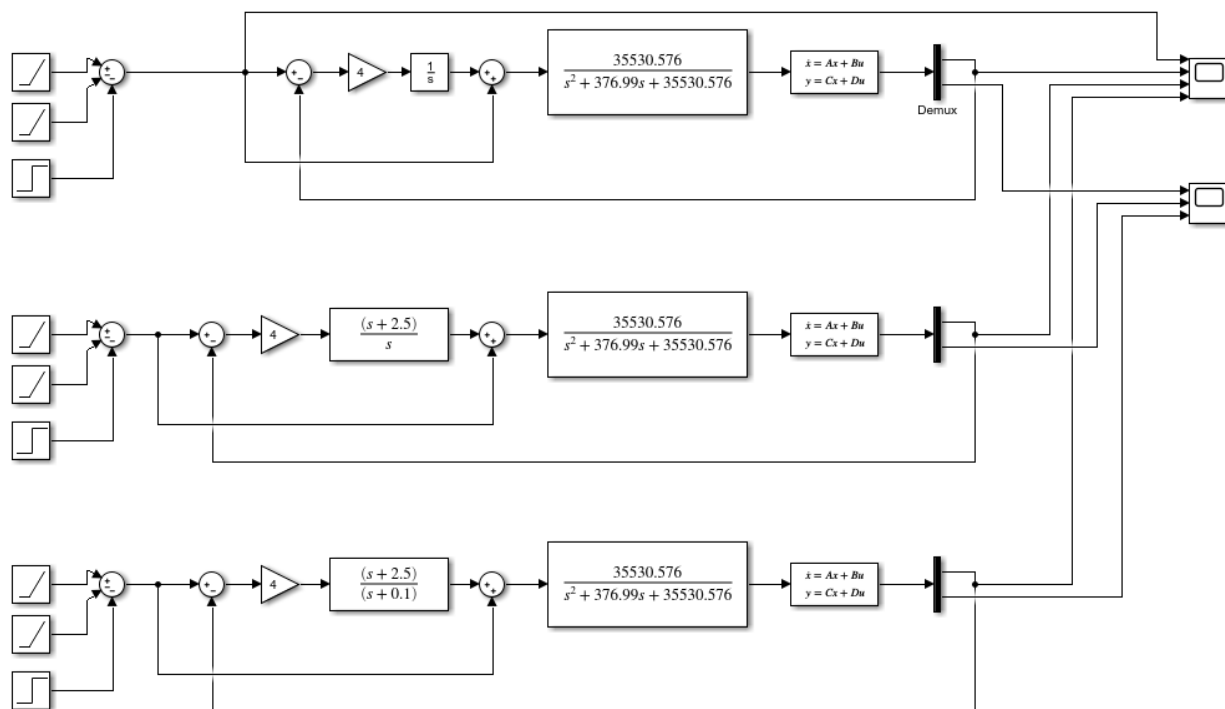 4
1
s
35530.576
s² + 376.99s + 35530.576
ẋ = Ax + Bu
y = Cx + Du
Demux
4
(s + 2.5)
s
35530.576
s² + 376.99s + 35530.576
ẋ = Ax + Bu
y = Cx + Du
4
(s + 2.5)
(s + 0.1)
35530.576
s² + 376.99s + 35530.576
ẋ = Ax + Bu
y = Cx + Du